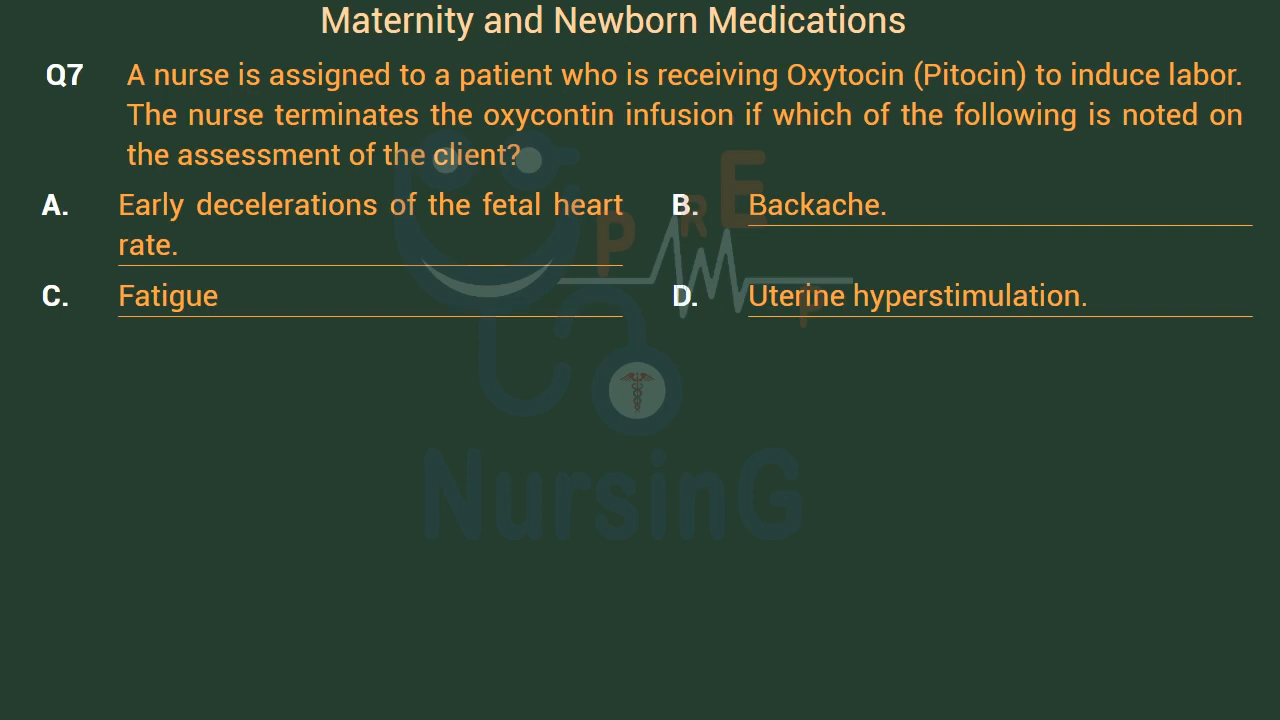 Maternity and Newborn Medications
Q7 A nurse is assigned to a patient who is receiving Oxytocin (Pitocin) to induce labor.
The nurse terminates the oxycontin infusion if which of the following is noted on
the assessment of the client?
A. Early decelerations of the fetal heart
rate.
B. Backache.
C. Fatigue
D. Uterine hyperstimulation.
PREP
NursinG